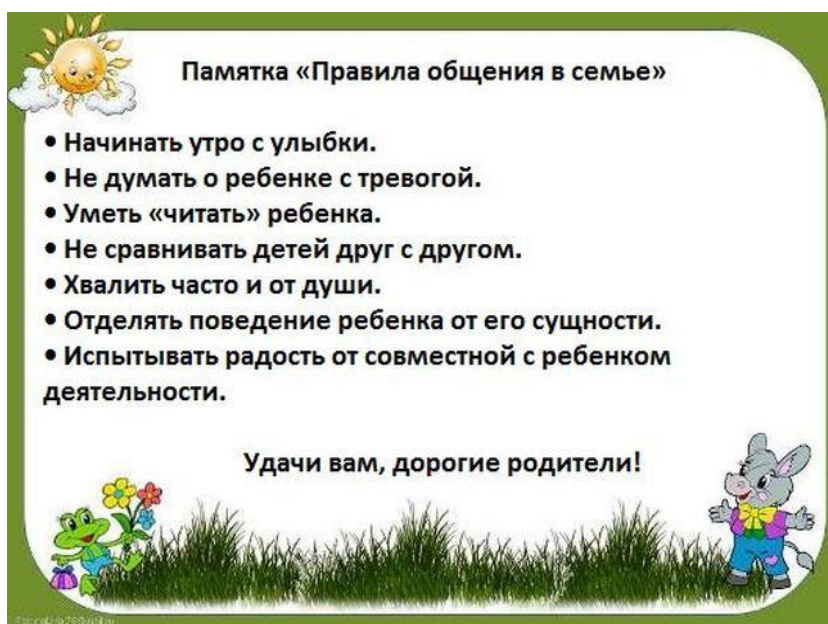 Памятка «Правила общения в семье»
• Начинать утро с улыбки.
• Не думать о ребенке с тревогой.
• Уметь «читать» ребенка.
• Не сравнивать детей друг с другом.
• Хвалить часто и от души.
• Отделять поведение ребенка от его сущности.
• Испытывать радость от совместной с ребенком
деятельности.
Удачи вам, дорогие родители!